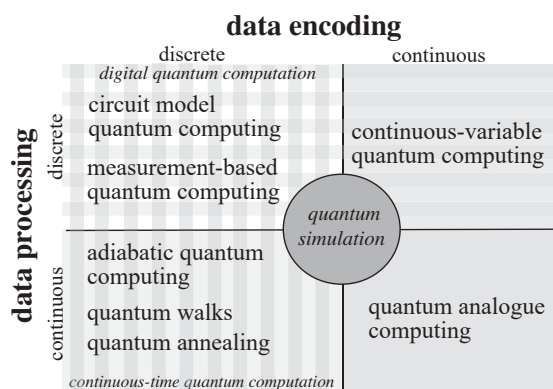 data encoding
discrete
continuous
digital quantum computation
data processing
discrete
circuit model
quantum computing
measurement-based
quantum computing
continuous-variable
quantum computing
quantum
simulation
continuous
adiabatic quantum
computing
quantum walks
quantum annealing
continuous-time quantum computation
quantum analogue
computing